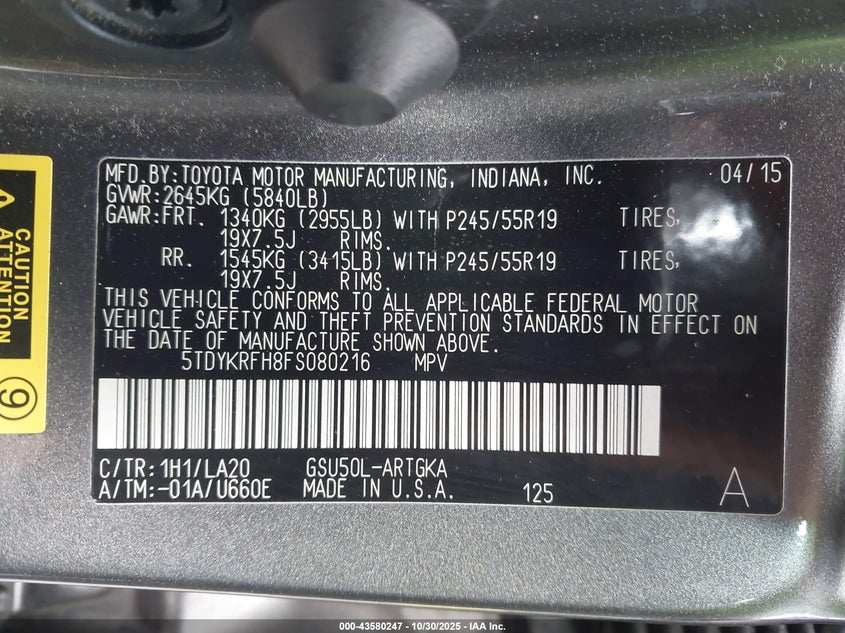 MFD.BY:TOYOTA MOTOR MANUFACTURING, INDIANA, INC. 04/15
GVWR:2645KG (5840LB)
GAWR:FRT. 1340KG (2955LB) WITH P245/55R19 TIRES,
19X7.5J RIMS.
RR. 1545KG (3415LB) WITH P245/55R19 TIRES,
19X7.5J RIMS.
THIS VEHICLE CONFORMS TO ALL APPLICABLE FEDERAL MOTOR
VEHICLE SAFETY AND THEFT PREVENTION STANDARDS IN EFFECT ON
THE DATE OF MANUFACTURE SHOWN ABOVE.
5TDYKRFH8FS080216 MPV
C/TR:1H1/LA20 GSU50L-ARTGKA
A/TM:-01A/U660E MADE IN U.S.A. 125 A
CAUTION
ATTENTION
9
000-43580247 - 10/30/2025 - IAA Inc.